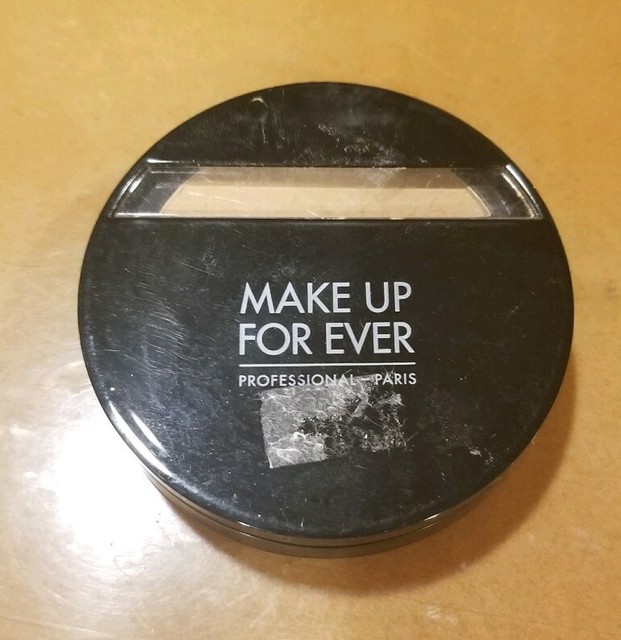 MAKE UP
FOR EVER
PROFESSIONAL – PARIS